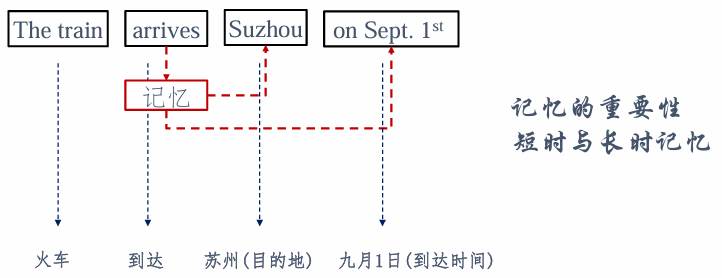 The train arrives Suzhou on Sept. 1st
记忆
记忆的重要性
短时与长时记忆
火车 到达 苏州(目的地) 九月1日(到达时间)